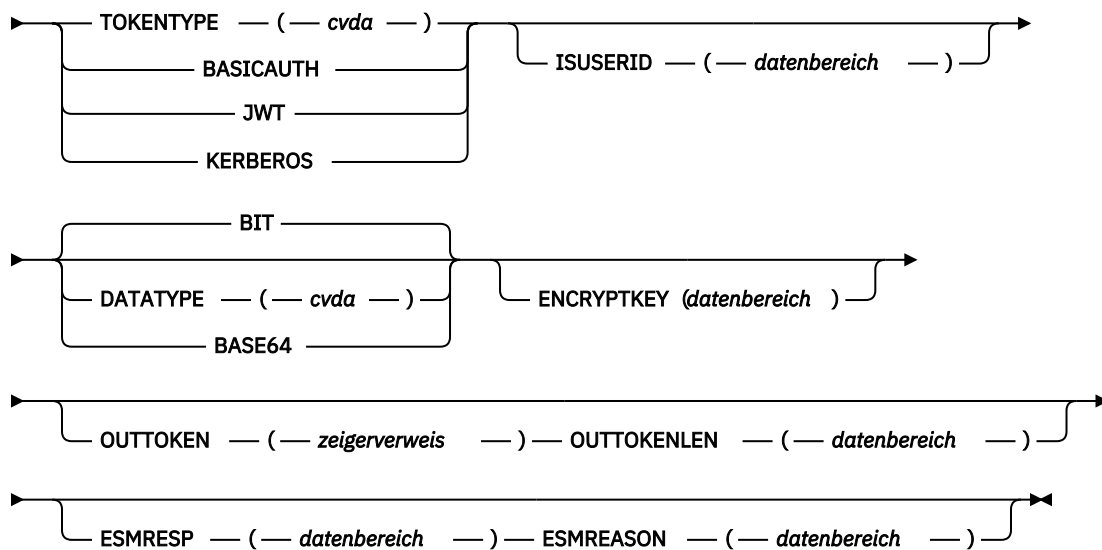 TOKENTYPE ( cvda )
ISUSERID ( datenbereich )
BASICAUTH
JWT
KERBEROS
BIT
DATATYPE ( cvda )
ENCRYPTKEY (datenbereich )
BASE64
OUTTOKEN ( zeigerverweis ) OUTTOKENLEN ( datenbereich )
ESMRESP ( datenbereich ) ESMREASON ( datenbereich )